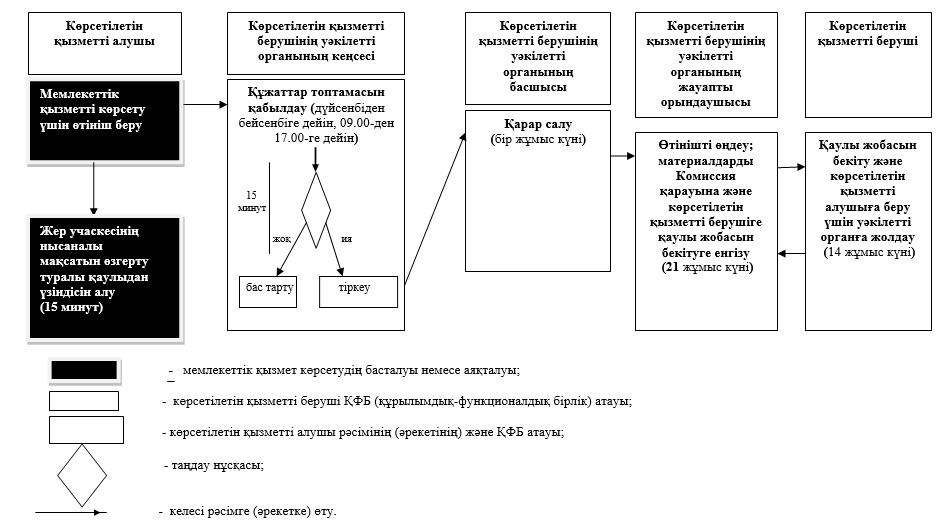 Көрсетілетін
қызметті алушы
Көрсетілетін қызметті
берушінің уәкілетті
органының кеңсесі
Көрсетілетін
қызметті берушінің
уәкілетті
органының
басшысы
Көрсетілетін
қызметті берушінің
уәкілетті
органының
жауапты
орындаушысы
Көрсетілетін
қызметті беруші
Мемлекеттік
қызметті көрсету
үшін өтініш беру
Жер учаскесінің
нысаналы
мақсатын өзгерту
туралы қаулыдан
үзіндісін алу
(15 минут)
Құжаттар топтамасын
қабылдау (дүйсенбіден
бейсенбіге дейін, 09.00-ден
17.00-ге дейін)
15
минут
жоқ
ия
бас тарту
тіркеу
Қарар салу
(бір жұмыс күні)
Өтінішті өңдеу;
материалдарды
Комиссия
қарауына және
көрсетілетін
қызметті берушіге
қаулы жобасын
бекітуге енгізу
(21 жұмыс күні)
Қаулы жобасын
бекіту және
көрсетілетін
қызметті
алушыға беру
үшін уәкілетті
органға жолдау
(14 жұмыс күні)
- мемлекеттік қызмет көрсетудің басталуы немесе аяқталуы;
- көрсетілетін қызметті беруші ҚФБ (құрылымдық-функционалдық бірлік) атауы;
- көрсетілетін қызметті алушы рәсімінің (әрекетінің) және ҚФБ атауы;
- таңдау нұсқасы;
- келесі рәсімге (әрекетке) өту.